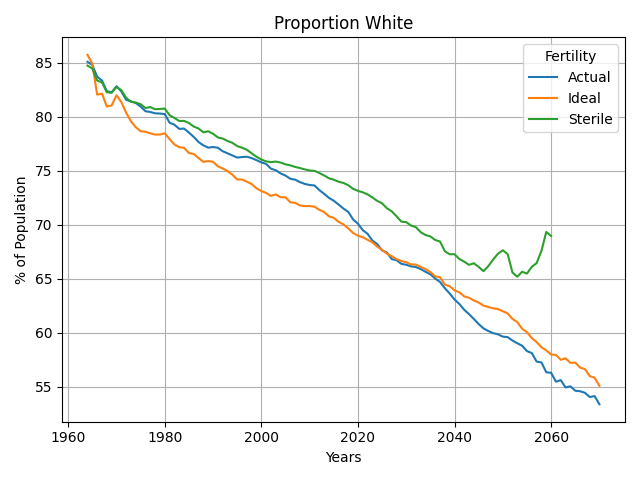 Proportion White
% of Population
85
80
75
70
65
60
55
Fertility
Actual
Ideal
Sterile
1960
1980
2000
2020
2040
2060
Years